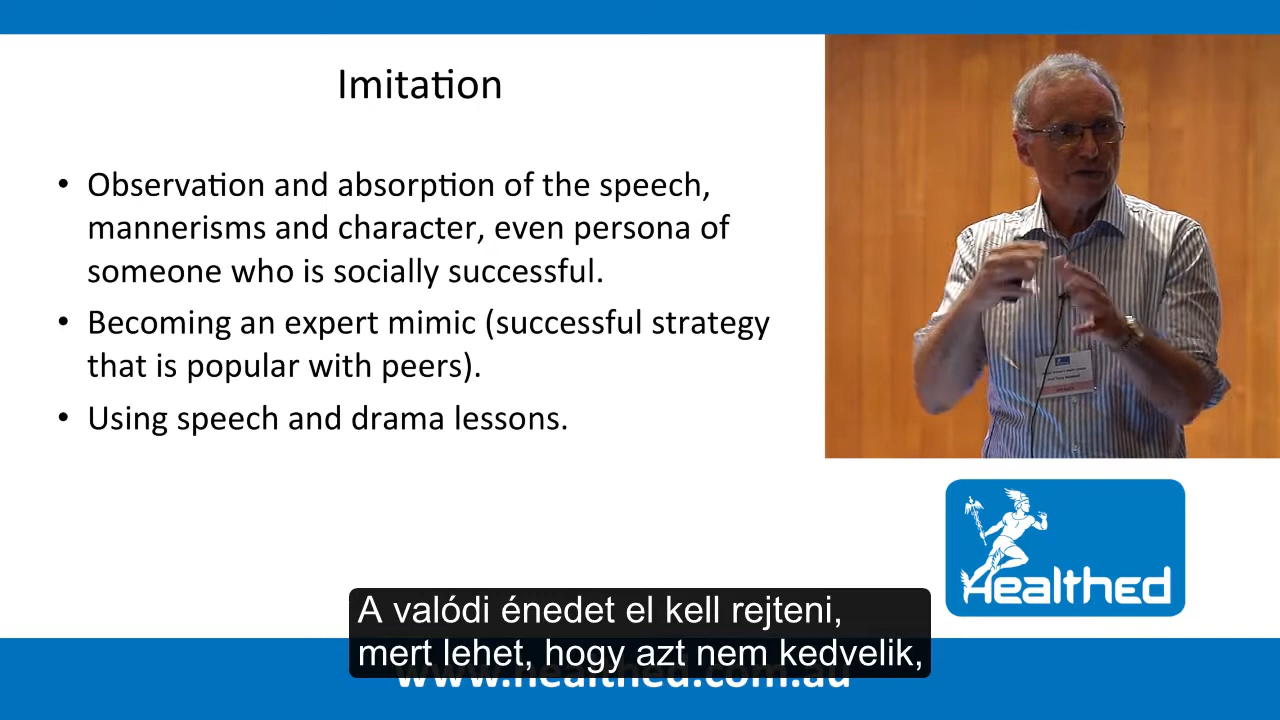 Imitation
• Observation and absorption of the speech,
mannerisms and character, even persona of
someone who is socially successful.
• Becoming an expert mimic (successful strategy
that is popular with peers).
• Using speech and drama lessons.
Healthed
A valódi énedet el kell rejteni,
mert lehet, hogy azt nem kedvelik,
www.healthed.com.au